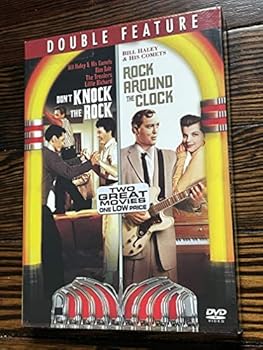 DOUBLE FEATURE
Bill Haley & His Comets
Alan Dale
The Treniers
Little Richard
DON'T KNOCK
THE ROCK
BILL HALEY
& HIS COMETS
ROCK
AROUND
THE CLOCK
TWO
GREAT
MOVIES
ONE LOW PRICE
DVD
VIDEO